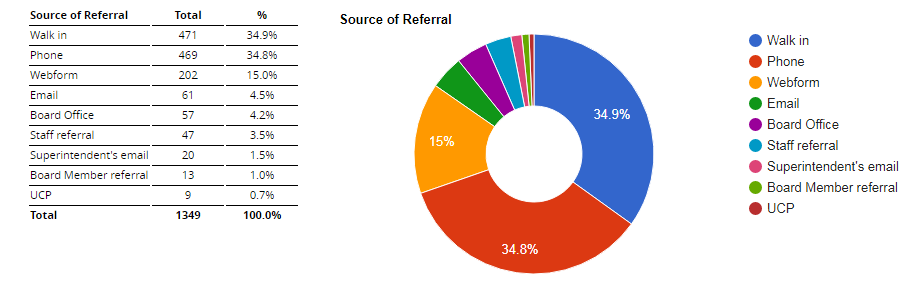 Source of Referral Total %
Walk in 471 34.9%
Phone 469 34.8%
Webform 202 15.0%
Email 61 4.5%
Board Office 57 4.2%
Staff referral 47 3.5%
Superintendent's email 20 1.5%
Board Member referral 13 1.0%
UCP 9 0.7%
Total 1349 100.0%
Source of Referral
34.9%
15%
34.8%
Walk in
Phone
Webform
Email
Board Office
Staff referral
Superintendent's email
Board Member referral
UCP